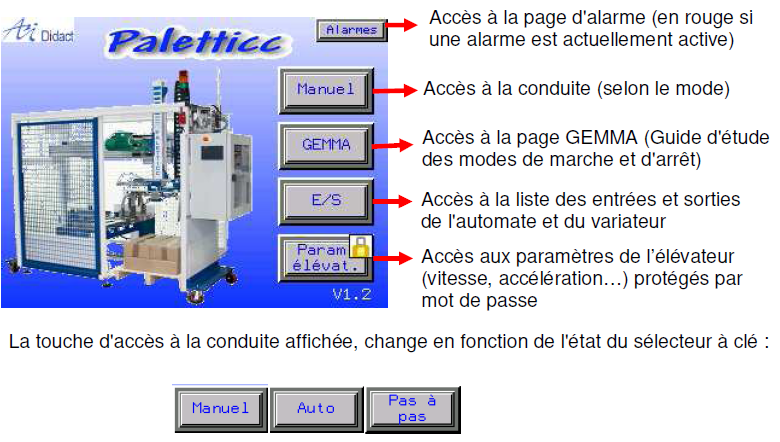 Azi Didact
Paletticc
Alarmes
Accès à la page d'alarme (en rouge si
une alarme est actuellement active)
Manuel
Accès à la conduite (selon le mode)
GEMMA
Accès à la page GEMMA (Guide d'étude
des modes de marche et d'arrêt)
E/S
Accès à la liste des entrées et sorties
de l'automate et du variateur
Param
élévat.
Accès aux paramètres de l'élévateur
(vitesse, accélération…) protégés par
mot de passe
V1.2
La touche d'accès à la conduite affichée, change en fonction de l'état du sélecteur à clé :
Manuel
Auto
Pas à
pas